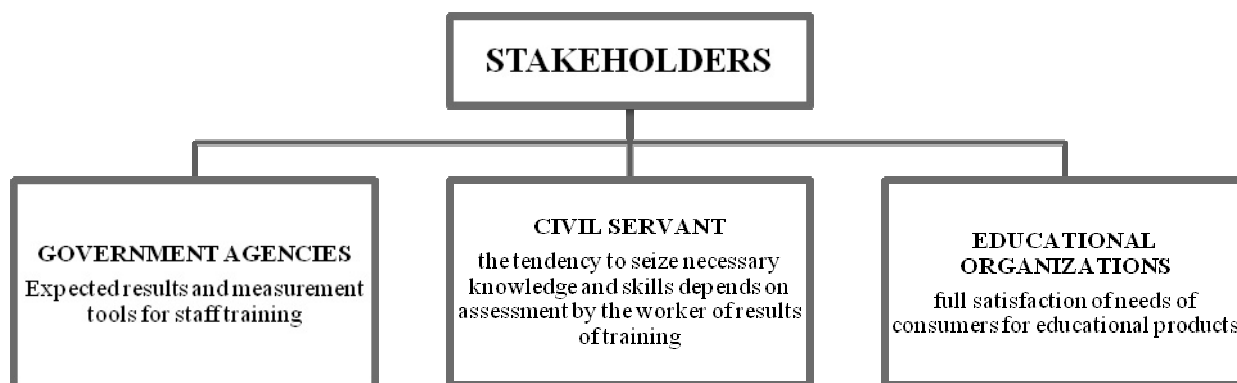 STAKEHOLDERS
GOVERNMENT AGENCIES
Expected results and measurement
tools for staff training
CIVIL SERVANT
the tendency to seize necessary
knowledge and skills depends on
assessment by the worker of results
of training
EDUCATIONAL
ORGANIZATIONS
full satisfaction of needs of
consumers for educational products